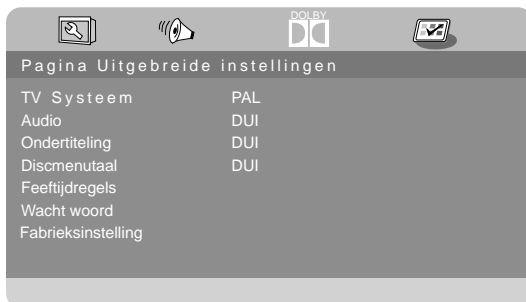 DOLBY
Pagina Uitgebreide instellingen
TV Systeem PAL
Audio DUI
Ondertiteling DUI
Discmenutaal DUI
Feeftijdregels
Wacht woord
Fabrieksinstelling